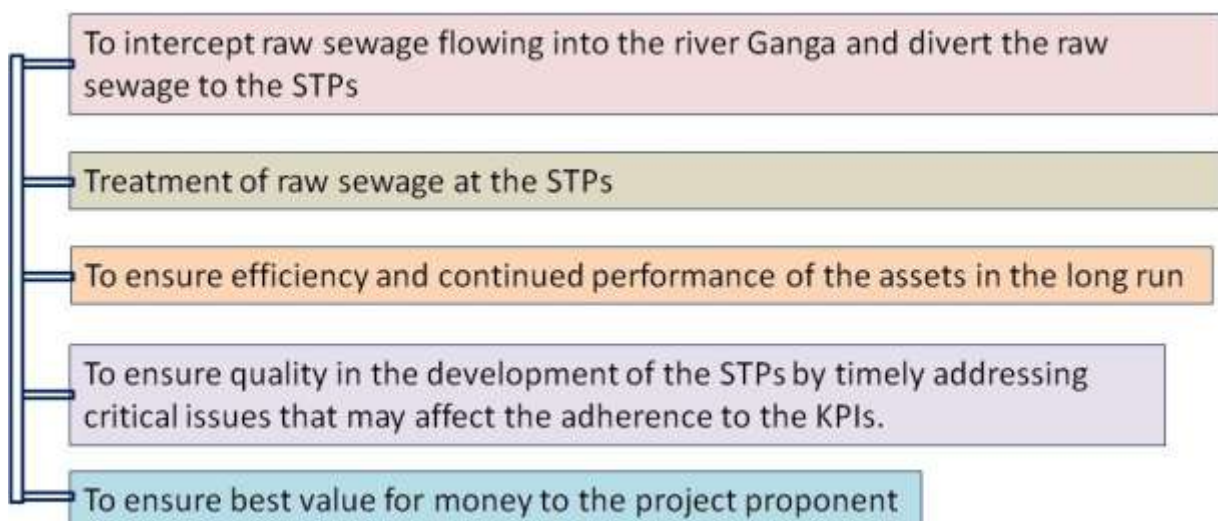 To intercept raw sewage flowing into the river Ganga and divert the raw
sewage to the STPs
Treatment of raw sewage at the STPs
To ensure efficiency and continued performance of the assets in the long run
To ensure quality in the development of the STPs by timely addressing
critical issues that may affect the adherence to the KPIs.
To ensure best value for money to the project proponent